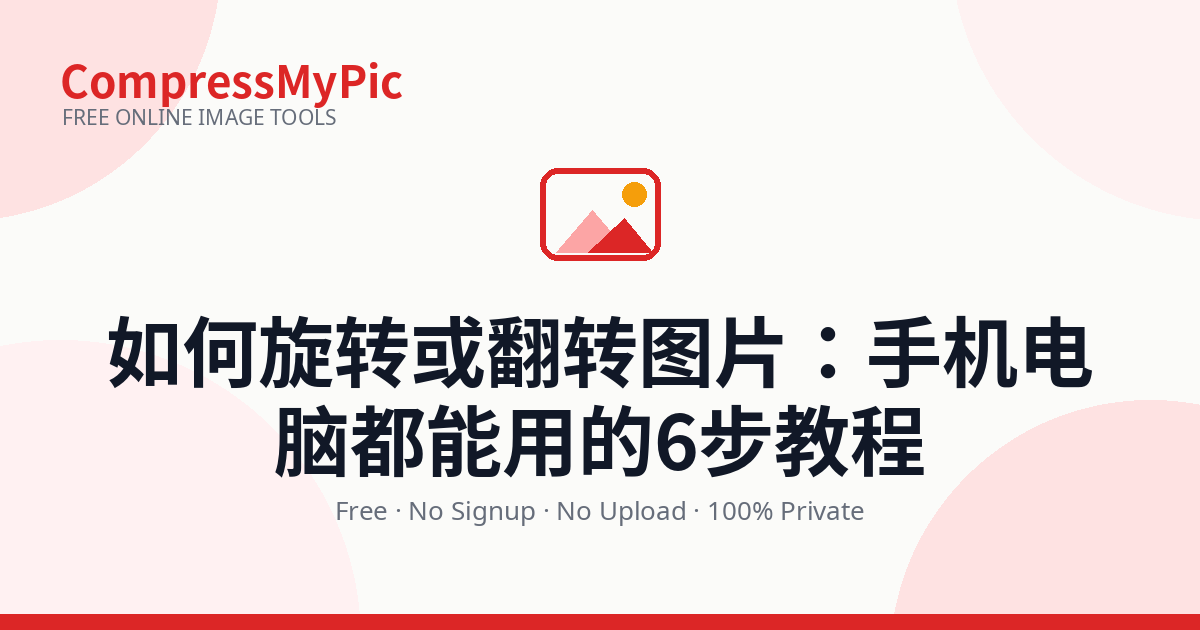 CompressMyPic
FREE ONLINE IMAGE TOOLS
如何旋转或翻转图片：手机电
脑都能用的6步教程
Free · No Signup · No Upload · 100% Private